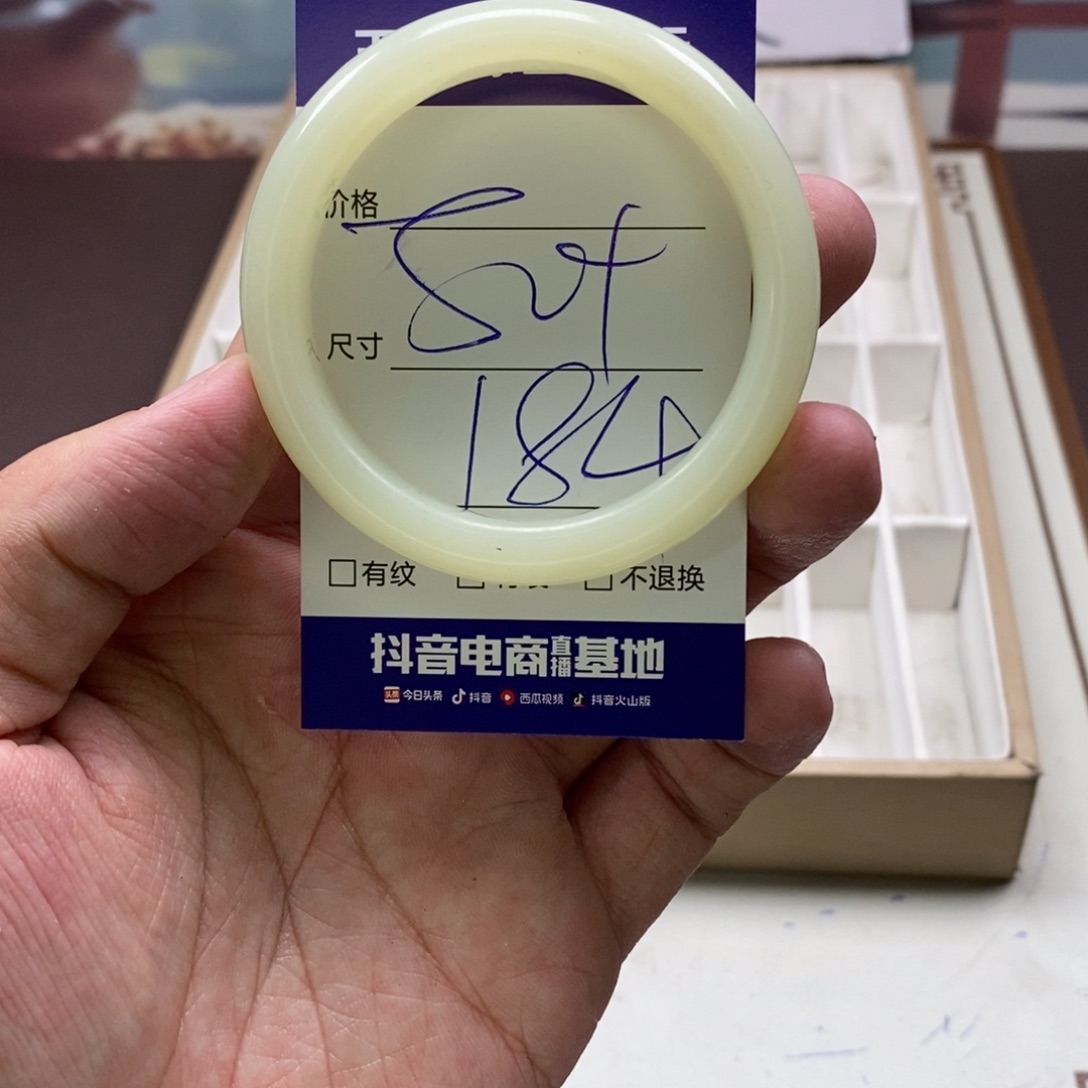 价格
尺寸
184
有纹
不退换
抖音电商直播基地
今日头条 抖音 西瓜视频 抖音火山版